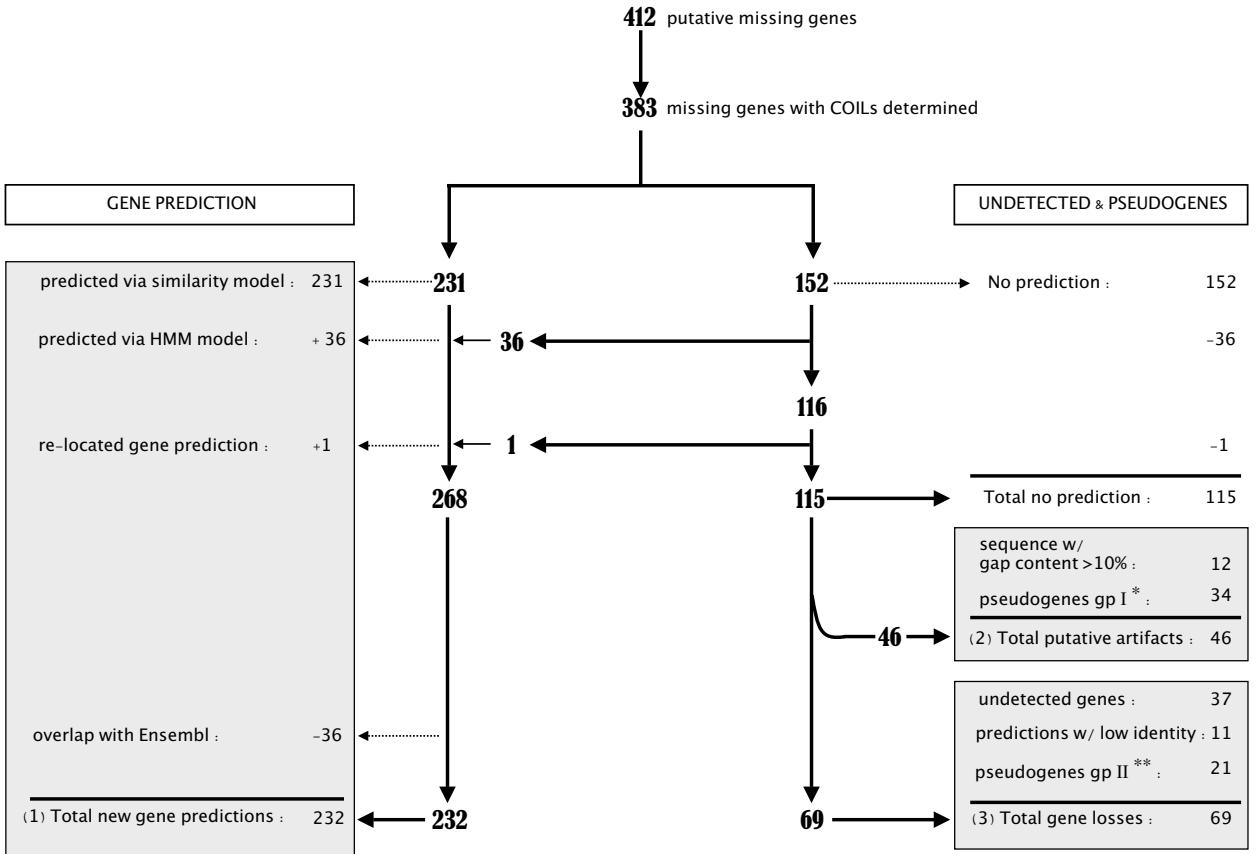 412 putative missing genes
383 missing genes with COILs determined
GENE PREDICTION
UNDETECTED & PSEUDOGENES
predicted via similarity model : 231
231
152
No prediction : 152
predicted via HMM model : + 36
36
-36
116
re-located gene prediction : +1
1
-1
268
115
Total no prediction : 115
sequence w/
gap content >10% : 12
pseudogenes gp I * : 34
46
(2) Total putative artifacts : 46
undetected genes : 37
overlap with Ensembl : -36
predictions w/ low identity : 11
pseudogenes gp II ** : 21
(1) Total new gene predictions : 232
232
69
(3) Total gene losses : 69